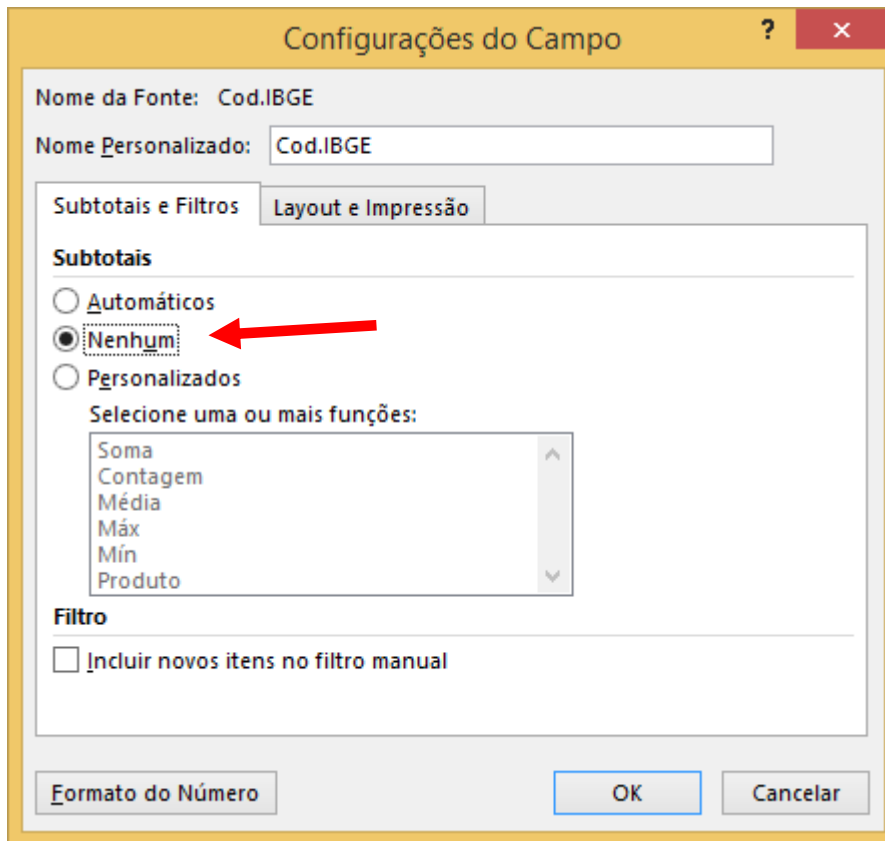 Configurações do Campo ? ×
Nome da Fonte: Cod.IBGE
Nome Personalizado: Cod.IBGE
Subtotais e Filtros Layout e Impressão
Subtotais
Automáticos
Nenhum
Personalizados
Selecione uma ou mais funções:
Soma
Contagem
Média
Máx
Mín
Produto
Filtro
Incluir novos itens no filtro manual
Formato do Número OK Cancelar